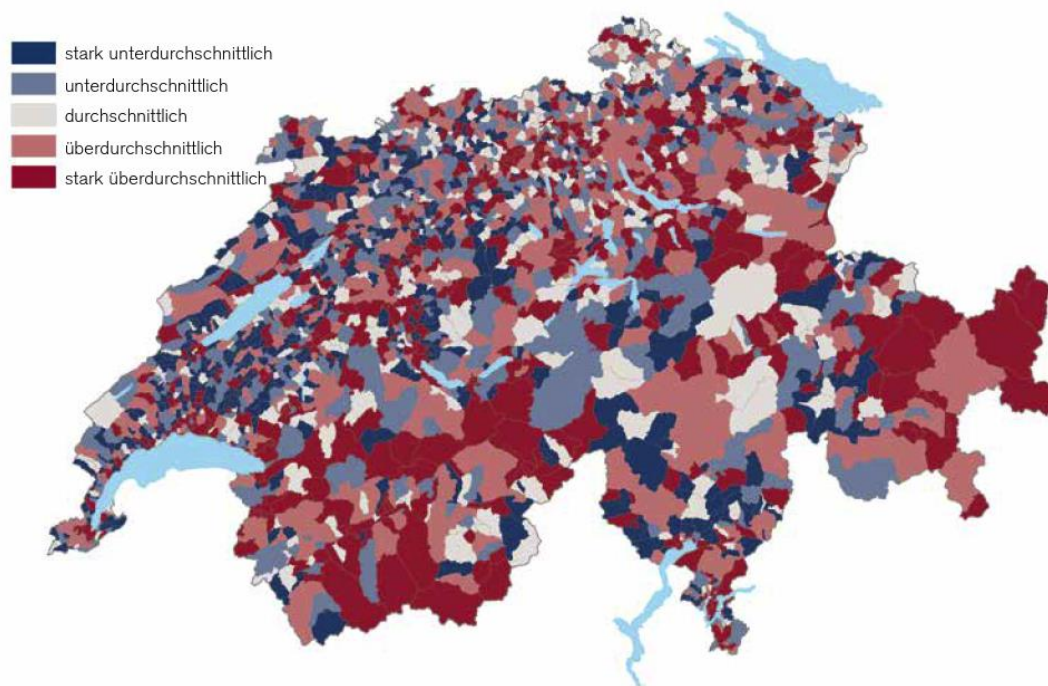 stark unterdurchschnittlich
unterdurchschnittlich
durchschnittlich
überdurchschnittlich
stark überdurchschnittlich